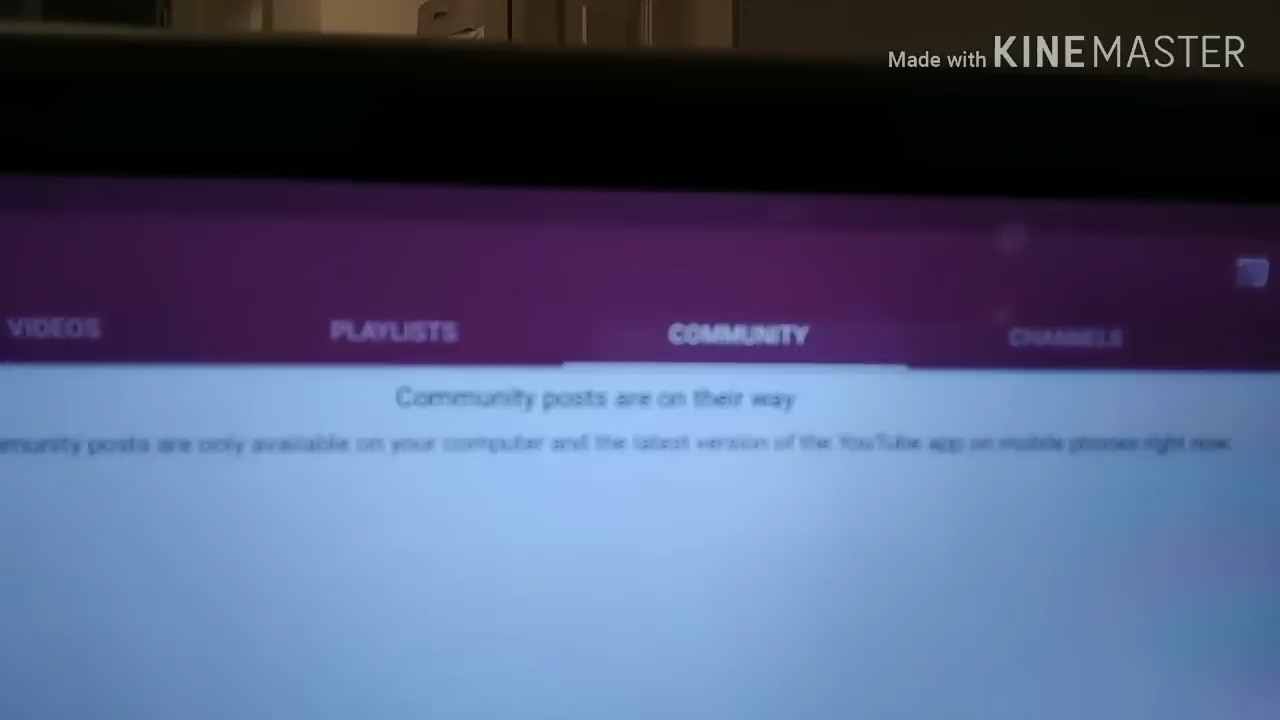 Made with KINEMASTER
VIDEOS PLAYLISTS COMMUNITY CHANNELS
Community posts are on their way
mmunity posts are only available on your computer and the latest version of the YouTube app on mobile phones right now.